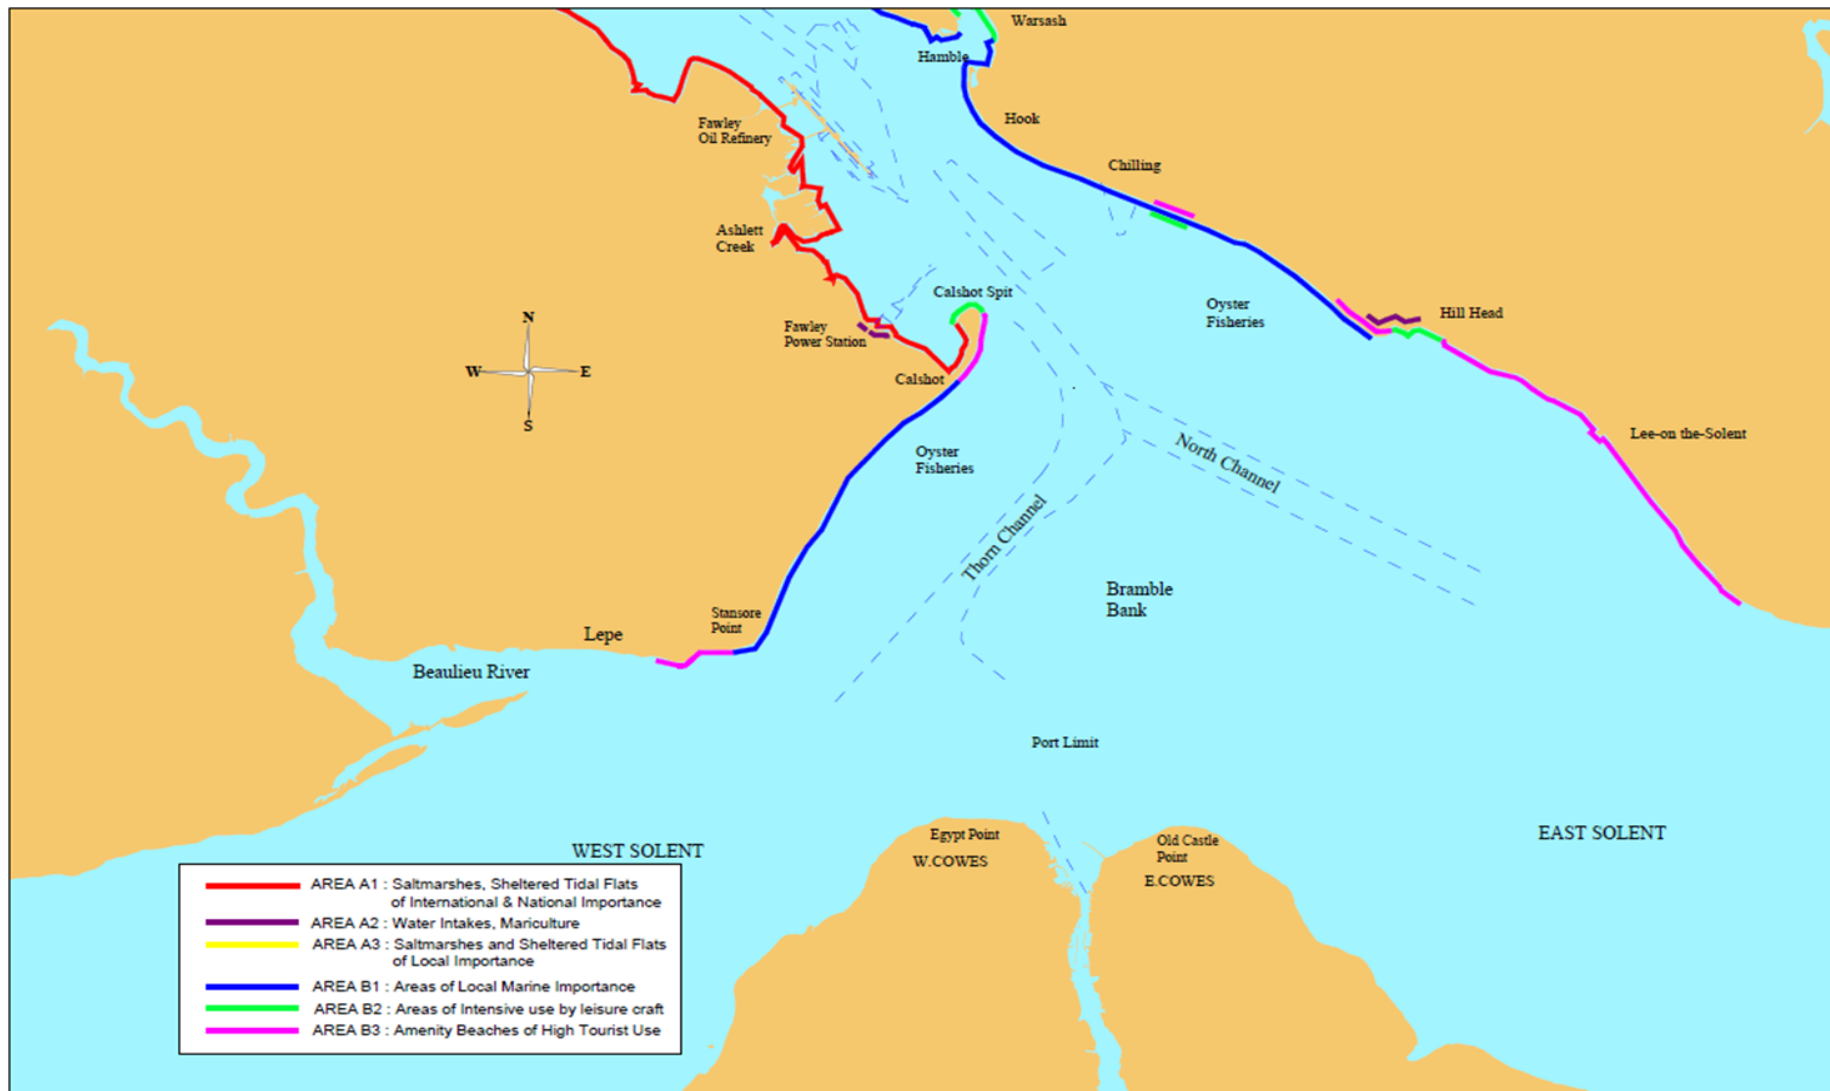 Warsash
Hamble
Hook
Fawley
Oil Refinery
Chilling
Ashlett
Creek
Calshot Spit
Oyster
Fisheries
Hill Head
N
W
E
S
Fawley
Power Station
Calshot
Lee-on the-Solent
Oyster
Fisheries
North Channel
Thorn Channel
Bramble
Bank
Stansore
Point
Lepe
Beaulieu River
Port Limit
Egypt Point
W.COWES
Old Castle
Point
E.COWES
EAST SOLENT
WEST SOLENT
AREA A1 : Saltmarshes, Sheltered Tidal Flats
of International & National Importance
AREA A2 : Water Intakes, Mariculture
AREA A3 : Saltmarshes and Sheltered Tidal Flats
of Local Importance
AREA B1 : Areas of Local Marine Importance
AREA B2 : Areas of Intensive use by leisure craft
AREA B3 : Amenity Beaches of High Tourist Use